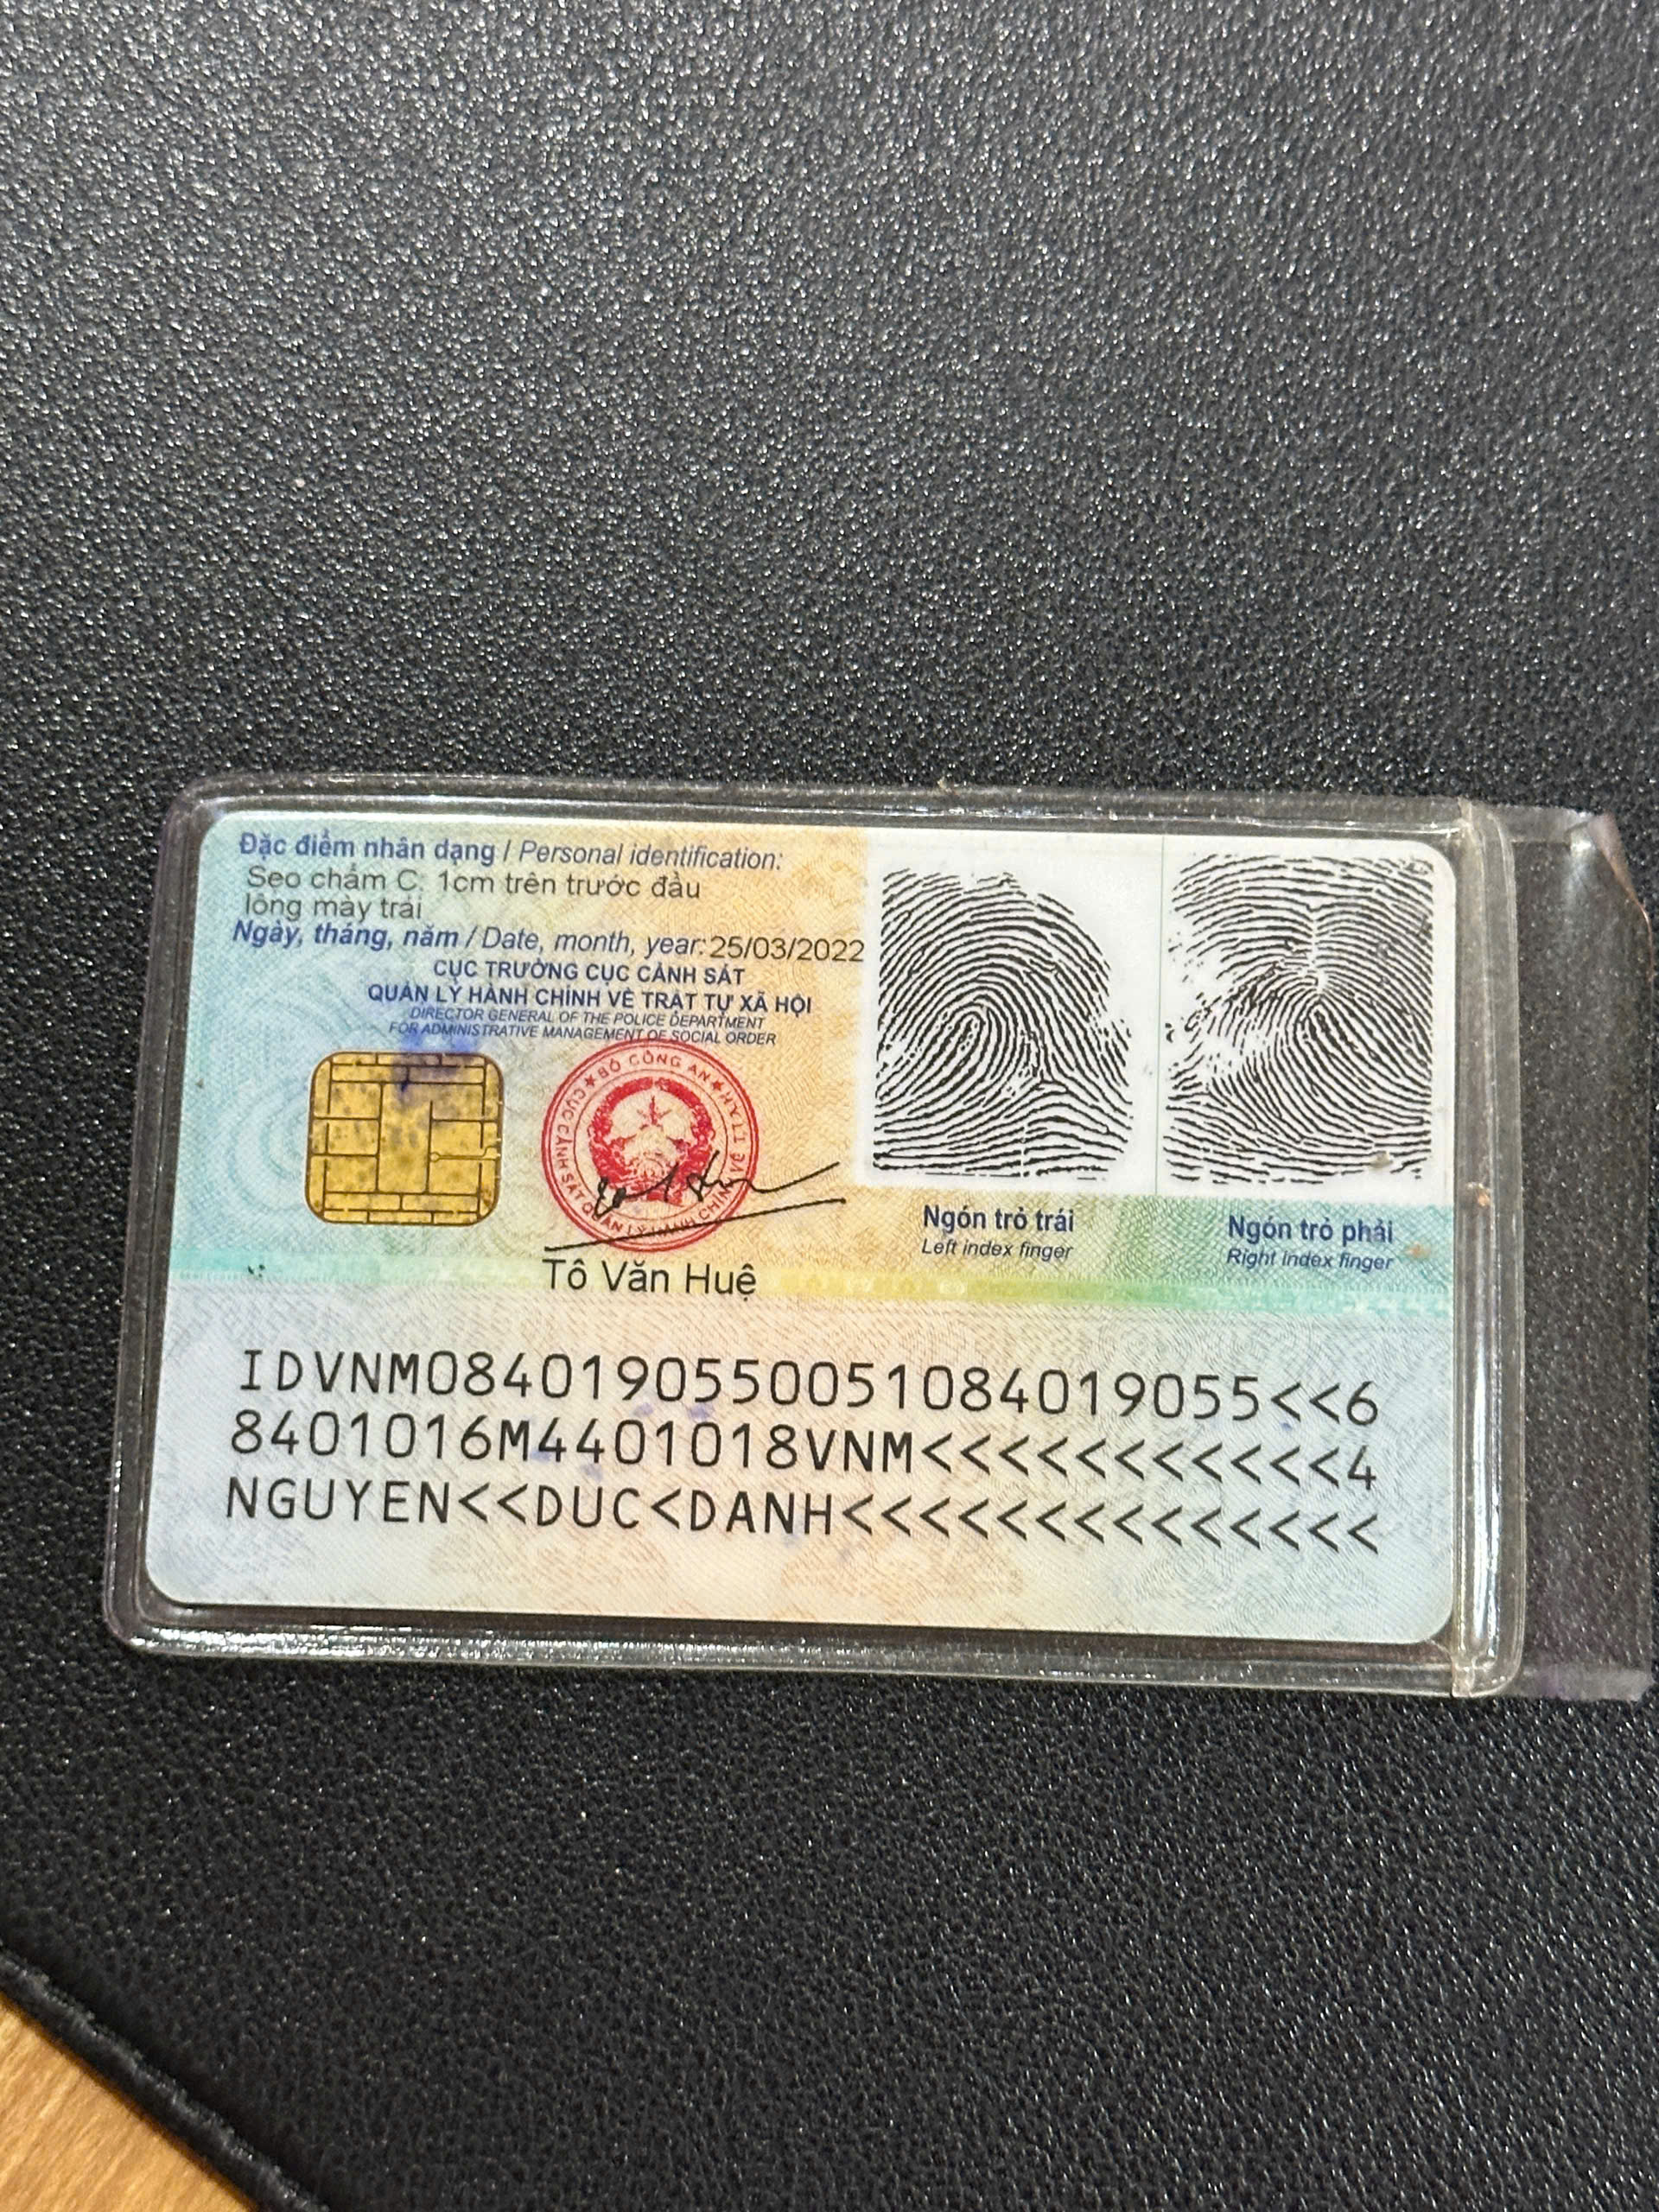 Đặc điểm nhân dạng / Personal identification:
Sẹo chấm C: 1cm trên trước đầu
lông mày trái
Ngày, tháng, năm / Date, month, year: 25/03/2022
CỤC TRƯỞNG CỤC CẢNH SÁT
QUẢN LÝ HÀNH CHÍNH VỀ TRẬT TỰ XÃ HỘI
DIRECTOR GENERAL OF THE POLICE DEPARTMENT
FOR ADMINISTRATIVE MANAGEMENT OF SOCIAL ORDER
BỘ CÔNG AN
CỤC CẢNH SÁT QUẢN LÝ HÀNH CHÍNH VỀ TTXH
Tô Văn Huệ
Ngón trỏ trái
Left index finger
Ngón trỏ phải
Right index finger
IDVNM0840190550051084019055<<6
8401016M4401018VNM<<<<<<<<<<<4
NGUYEN<<DUC<DANH<<<<<<<<<<<<<<